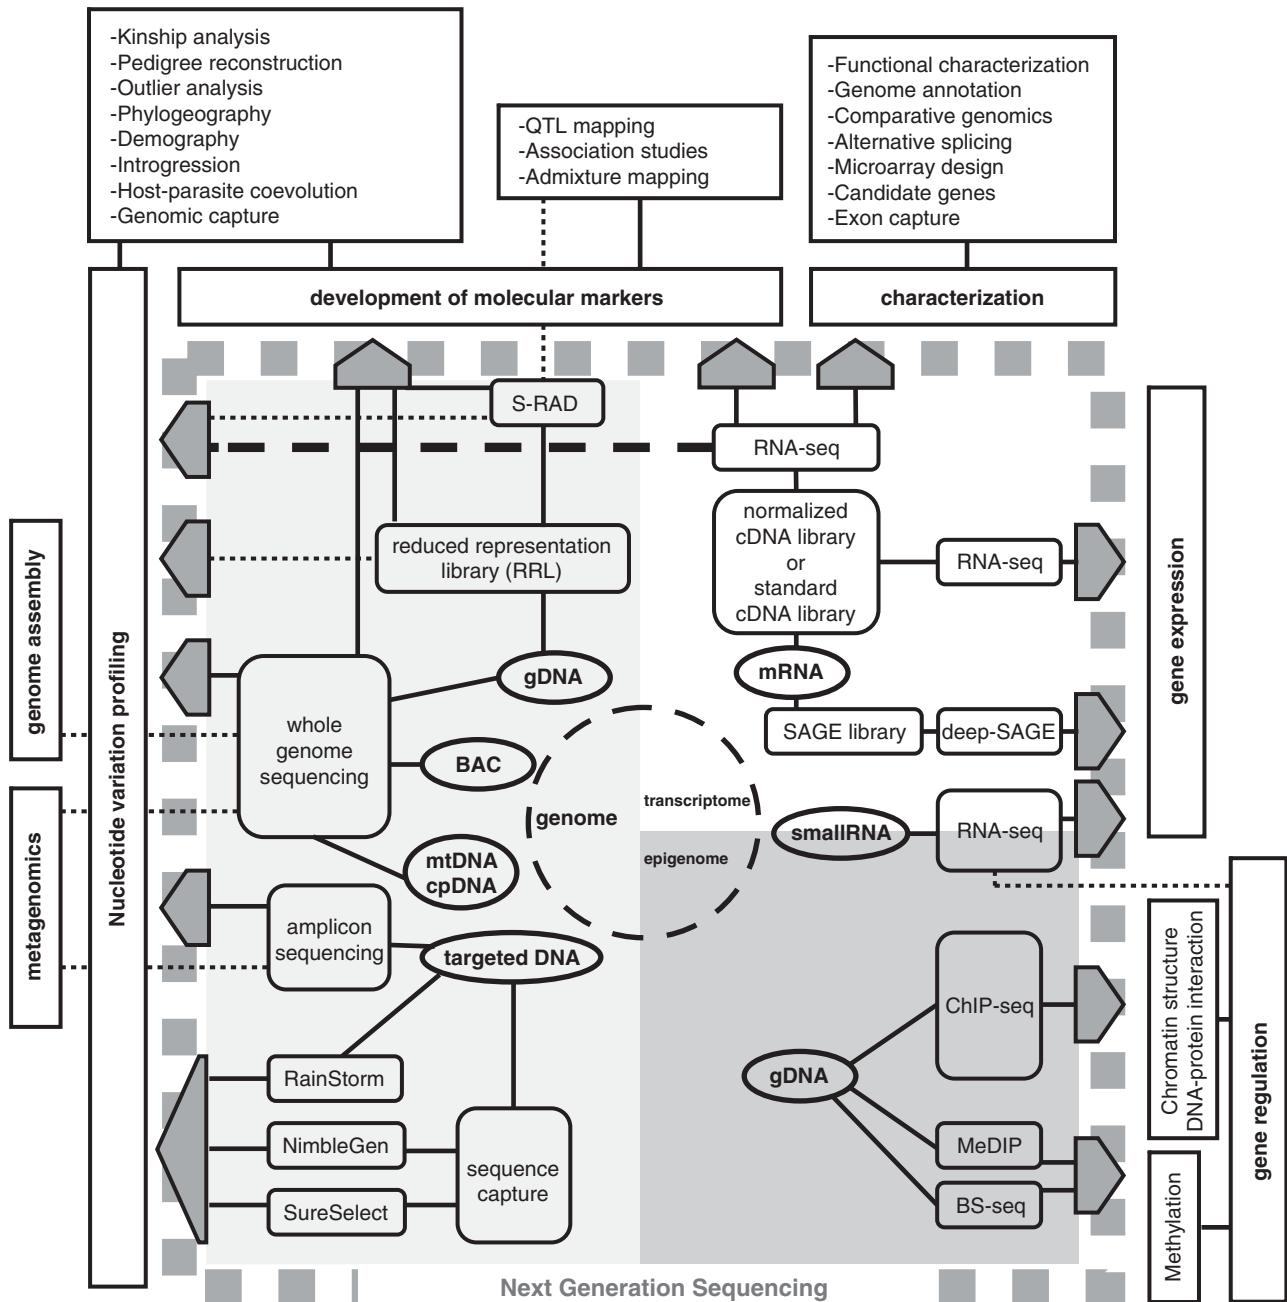 -Kinship analysis
-Pedigree reconstruction
-Outlier analysis
-Phylogeography
-Demography
-Introgression
-Host-parasite coevolution
-Genomic capture
-QTL mapping
-Association studies
-Admixture mapping
-Functional characterization
-Genome annotation
-Comparative genomics
-Alternative splicing
-Microarray design
-Candidate genes
-Exon capture
development of molecular markers
characterization
Nucleotide variation profiling
genome assembly
metagenomics
S-RAD
RNA-seq
reduced representation
library (RRL)
normalized
cDNA library
or
standard
cDNA library
RNA-seq
gDNA
mRNA
whole
genome
sequencing
SAGE library
deep-SAGE
BAC
genome
transcriptome
epigenome
smallRNA
RNA-seq
mtDNA
cpDNA
amplicon
sequencing
targeted DNA
ChIP-seq
gDNA
RainStorm
NimbleGen
SureSelect
sequence
capture
MeDIP
BS-seq
gene expression
Chromatin structure
DNA-protein interaction
Methylation
gene regulation
Next Generation Sequencing